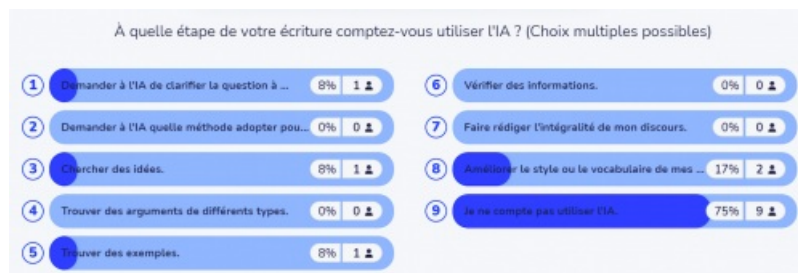 À quelle étape de votre écriture comptez-vous utiliser l'IA ? (Choix multiples possibles)
1 Demander à l'IA de clarifier la question à ... 8% 1
2 Demander à l'IA quelle méthode adopter pou... 0% 0
3 Chercher des idées. 8% 1
4 Trouver des arguments de différents types. 0% 0
5 Trouver des exemples. 8% 1
6 Vérifier des informations. 0% 0
7 Faire rédiger l'intégralité de mon discours. 0% 0
8 Améliorer le style ou le vocabulaire de mes ... 17% 2
9 Je ne compte pas utiliser l'IA. 75% 9